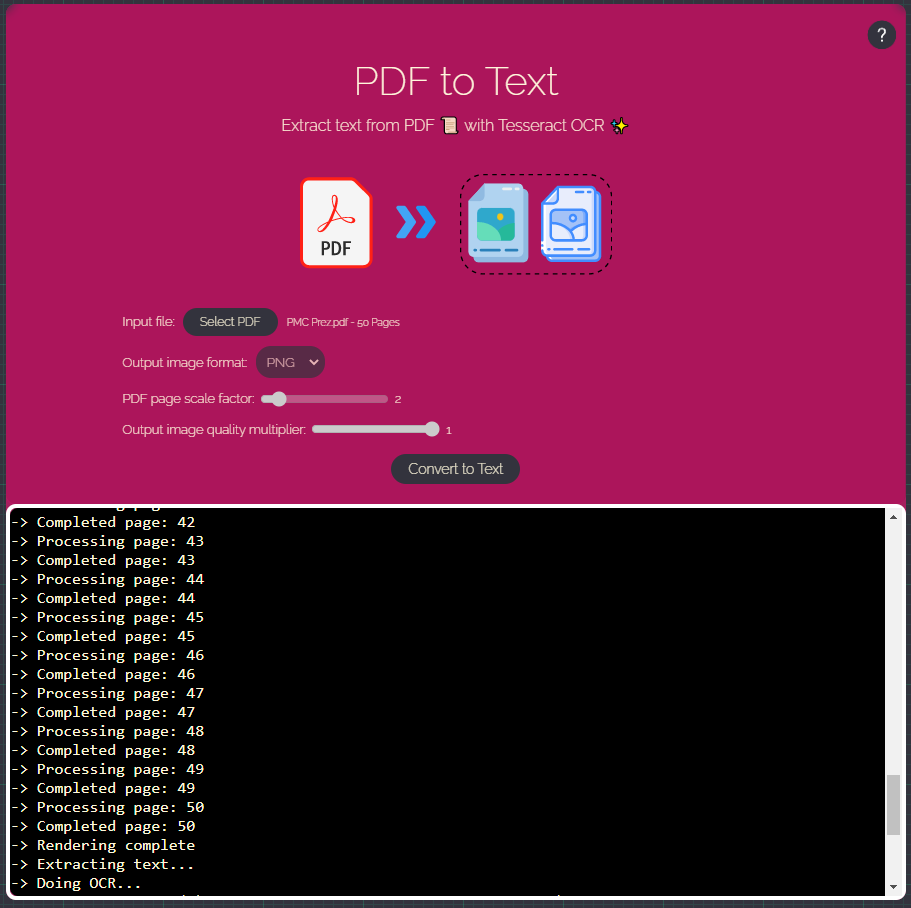 ?
PDF to Text
Extract text from PDF 📜 with Tesseract OCR ✨
PDF
Input file: Select PDF PMC Prez.pdf - 50 Pages
Output image format: PNG
PDF page scale factor: 2
Output image quality multiplier: 1
Convert to Text
-> Completed page: 42
-> Processing page: 43
-> Completed page: 43
-> Processing page: 44
-> Completed page: 44
-> Processing page: 45
-> Completed page: 45
-> Processing page: 46
-> Completed page: 46
-> Processing page: 47
-> Completed page: 47
-> Processing page: 48
-> Completed page: 48
-> Processing page: 49
-> Completed page: 49
-> Processing page: 50
-> Completed page: 50
-> Rendering complete
-> Extracting text...
-> Doing OCR...